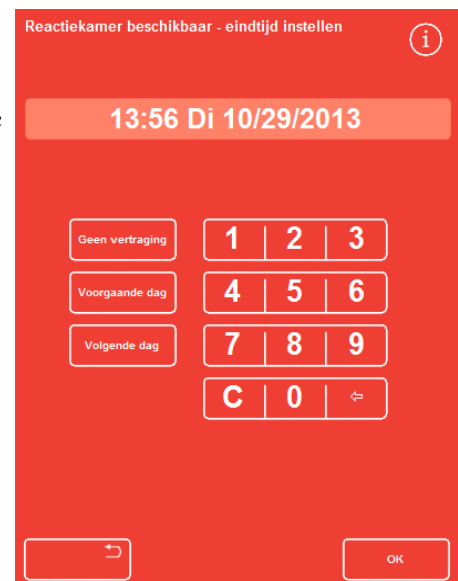 Reactiekamer beschikbaar - eindtijd instellen
i
13:56 Di 10/29/2013
Geen vertraging
1 | 2 | 3
Voorgaande dag
4 | 5 | 6
Volgende dag
7 | 8 | 9
C | 0 | ⇦
OK